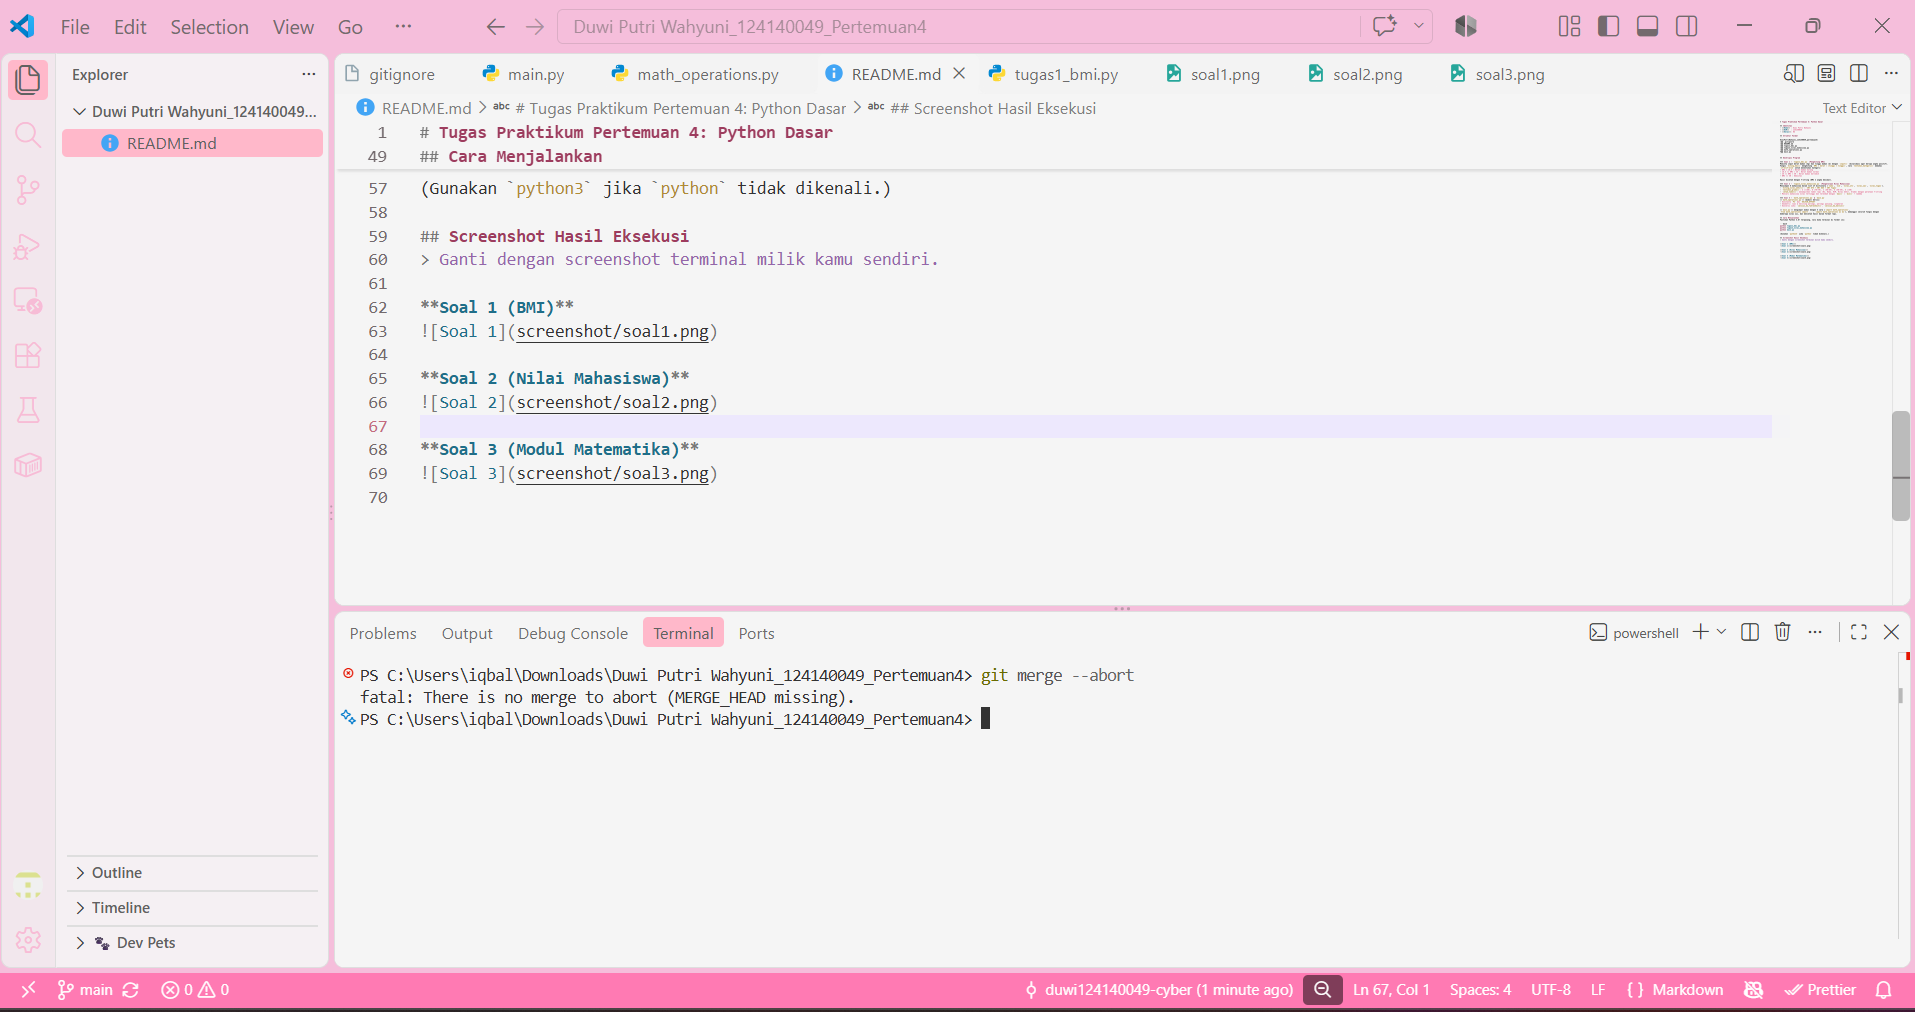 File Edit Selection View Go ···
Duwi Putri Wahyuni_124140049_Pertemuan4
Explorer ···
Duwi Putri Wahyuni_124140049...
README.md
Outline
Timeline
Dev Pets
gitignore main.py math_operations.py README.md tugas1_bmi.py soal1.png soal2.png soal3.png
README.md > abc # Tugas Praktikum Pertemuan 4: Python Dasar > abc ## Screenshot Hasil Eksekusi
Text Editor
1 # Tugas Praktikum Pertemuan 4: Python Dasar
49 ## Cara Menjalankan
57 (Gunakan `python3` jika `python` tidak dikenali.)
58
59 ## Screenshot Hasil Eksekusi
60 > Ganti dengan screenshot terminal milik kamu sendiri.
61
62 **Soal 1 (BMI)**
63 ![Soal 1](screenshot/soal1.png)
64
65 **Soal 2 (Nilai Mahasiswa)**
66 ![Soal 2](screenshot/soal2.png)
67
68 **Soal 3 (Modul Matematika)**
69 ![Soal 3](screenshot/soal3.png)
70
Problems Output Debug Console Terminal Ports
powershell
PS C:\Users\iqbal\Downloads\Duwi Putri Wahyuni_124140049_Pertemuan4> git merge --abort
fatal: There is no merge to abort (MERGE_HEAD missing).
PS C:\Users\iqbal\Downloads\Duwi Putri Wahyuni_124140049_Pertemuan4>
main 0 0 duwi124140049-cyber (1 minute ago) Ln 67, Col 1 Spaces: 4 UTF-8 LF {} Markdown Prettier